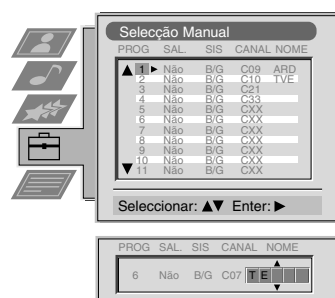 Selecção Manual
PROG SAL. SIS CANAL NOME
1 Não B/G C09 ARD
2 Não B/G C10 TVE
3 Não B/G C21
4 Não B/G C33
5 Não B/G CXX
6 Não B/G CXX
7 Não B/G CXX
8 Não B/G CXX
9 Não B/G CXX
10 Não B/G CXX
11 Não B/G CXX
Seleccionar: ▲▼ Enter: ►
PROG SAL. SIS CANAL NOME
6 Não B/G C07 T E